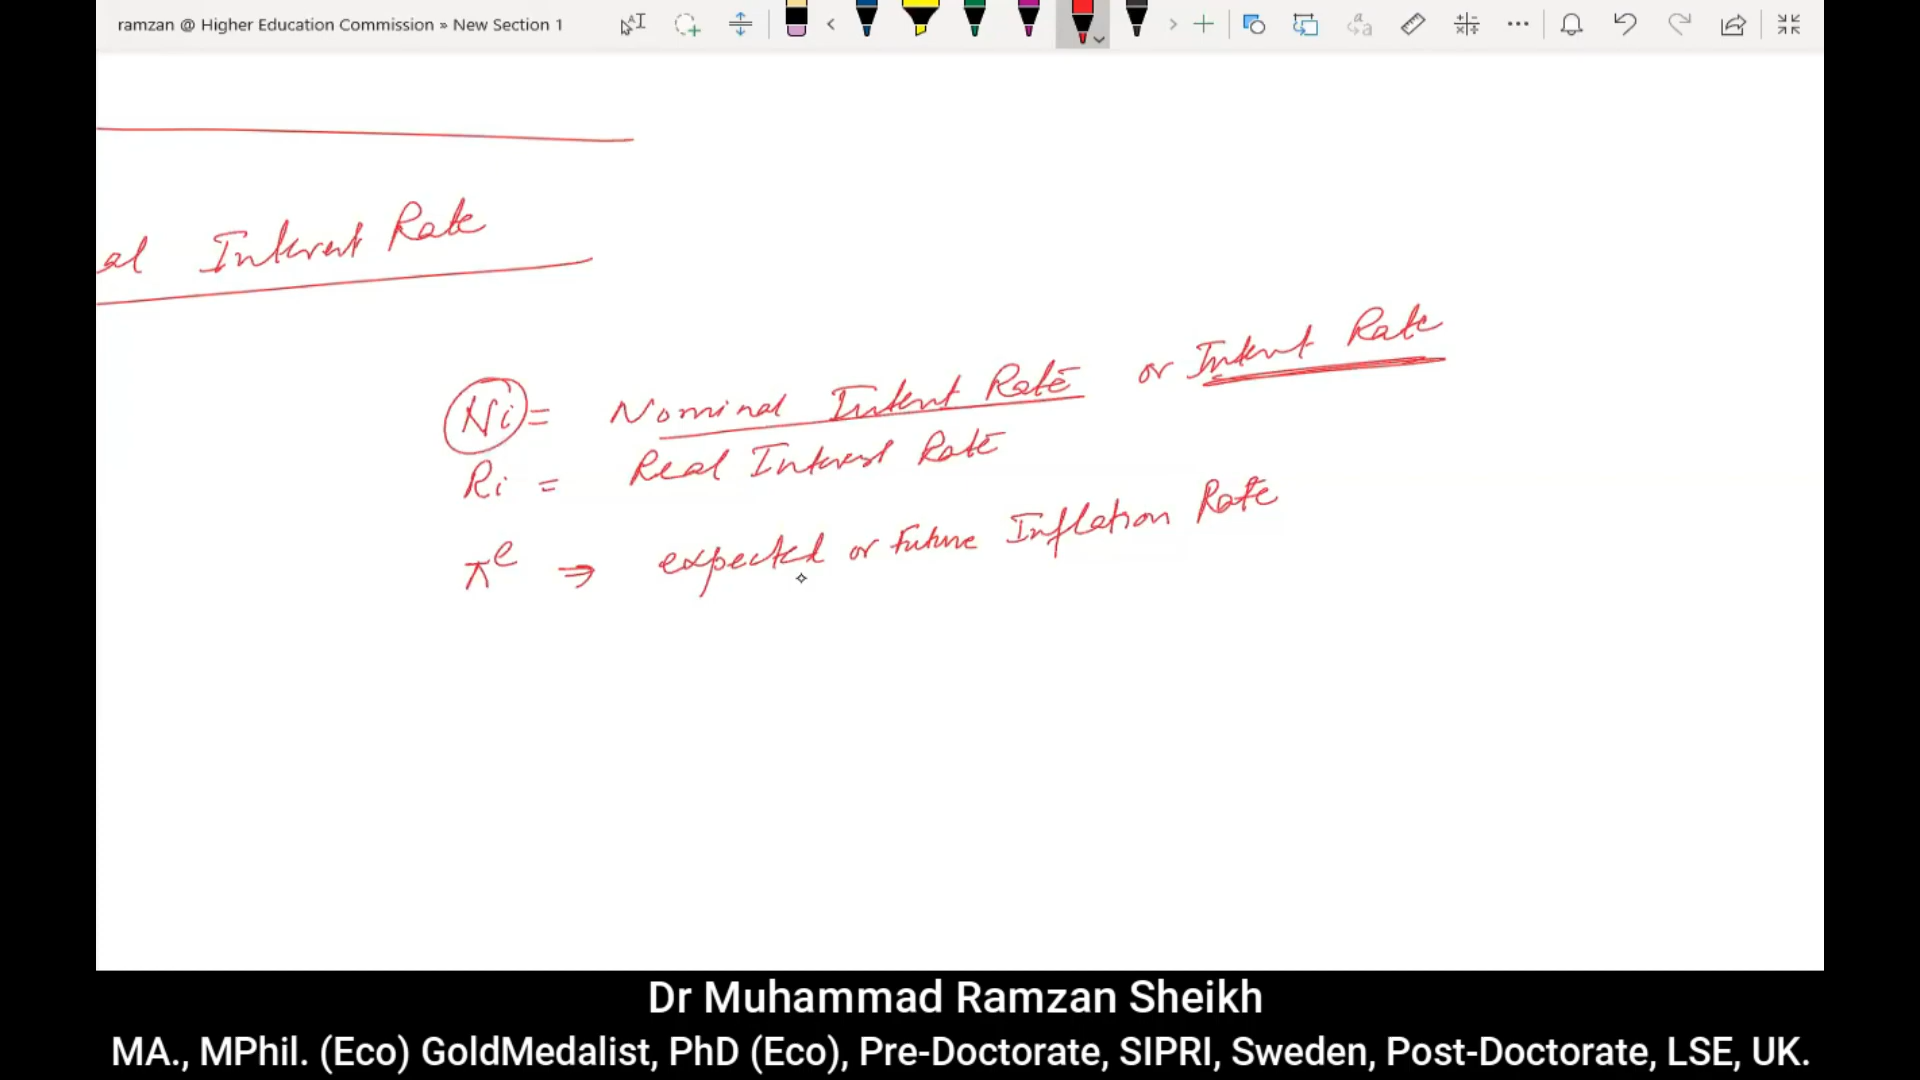 ramzan @ Higher Education Commission » New Section 1
al Interest Rate
Ni = Nominal Interest Rate or Interest Rate
Ri = Real Interest Rate
πe ⇒ expected or future Inflation Rate
Dr Muhammad Ramzan Sheikh
MA., MPhil. (Eco) GoldMedalist, PhD (Eco), Pre-Doctorate, SIPRI, Sweden, Post-Doctorate, LSE, UK.